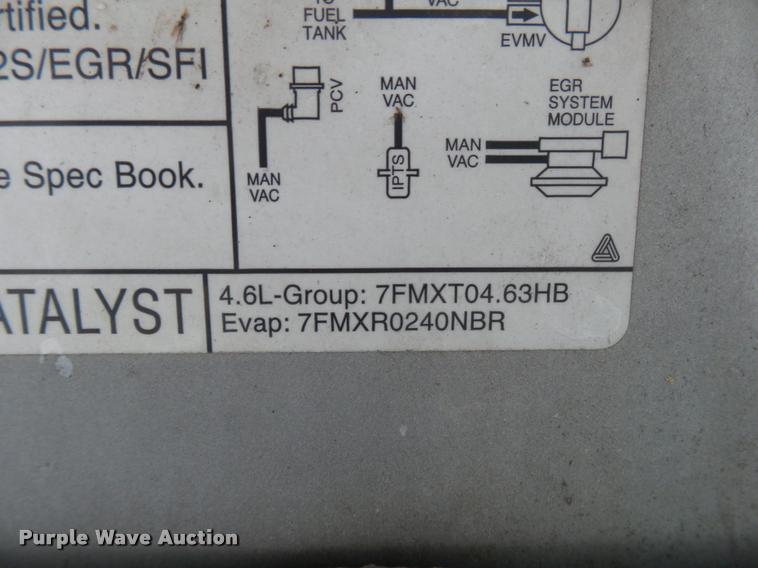 TO
FUEL
TANK
VAC
EVMV
rtified.
2S/EGR/SFI
PCV
MAN
VAC
MAN
VAC
IPTS
EGR
SYSTEM
MODULE
MAN
VAC
e Spec Book.
ATALYST
4.6L-Group: 7FMXT04.63HB
Evap: 7FMXR0240NBR
Purple Wave Auction